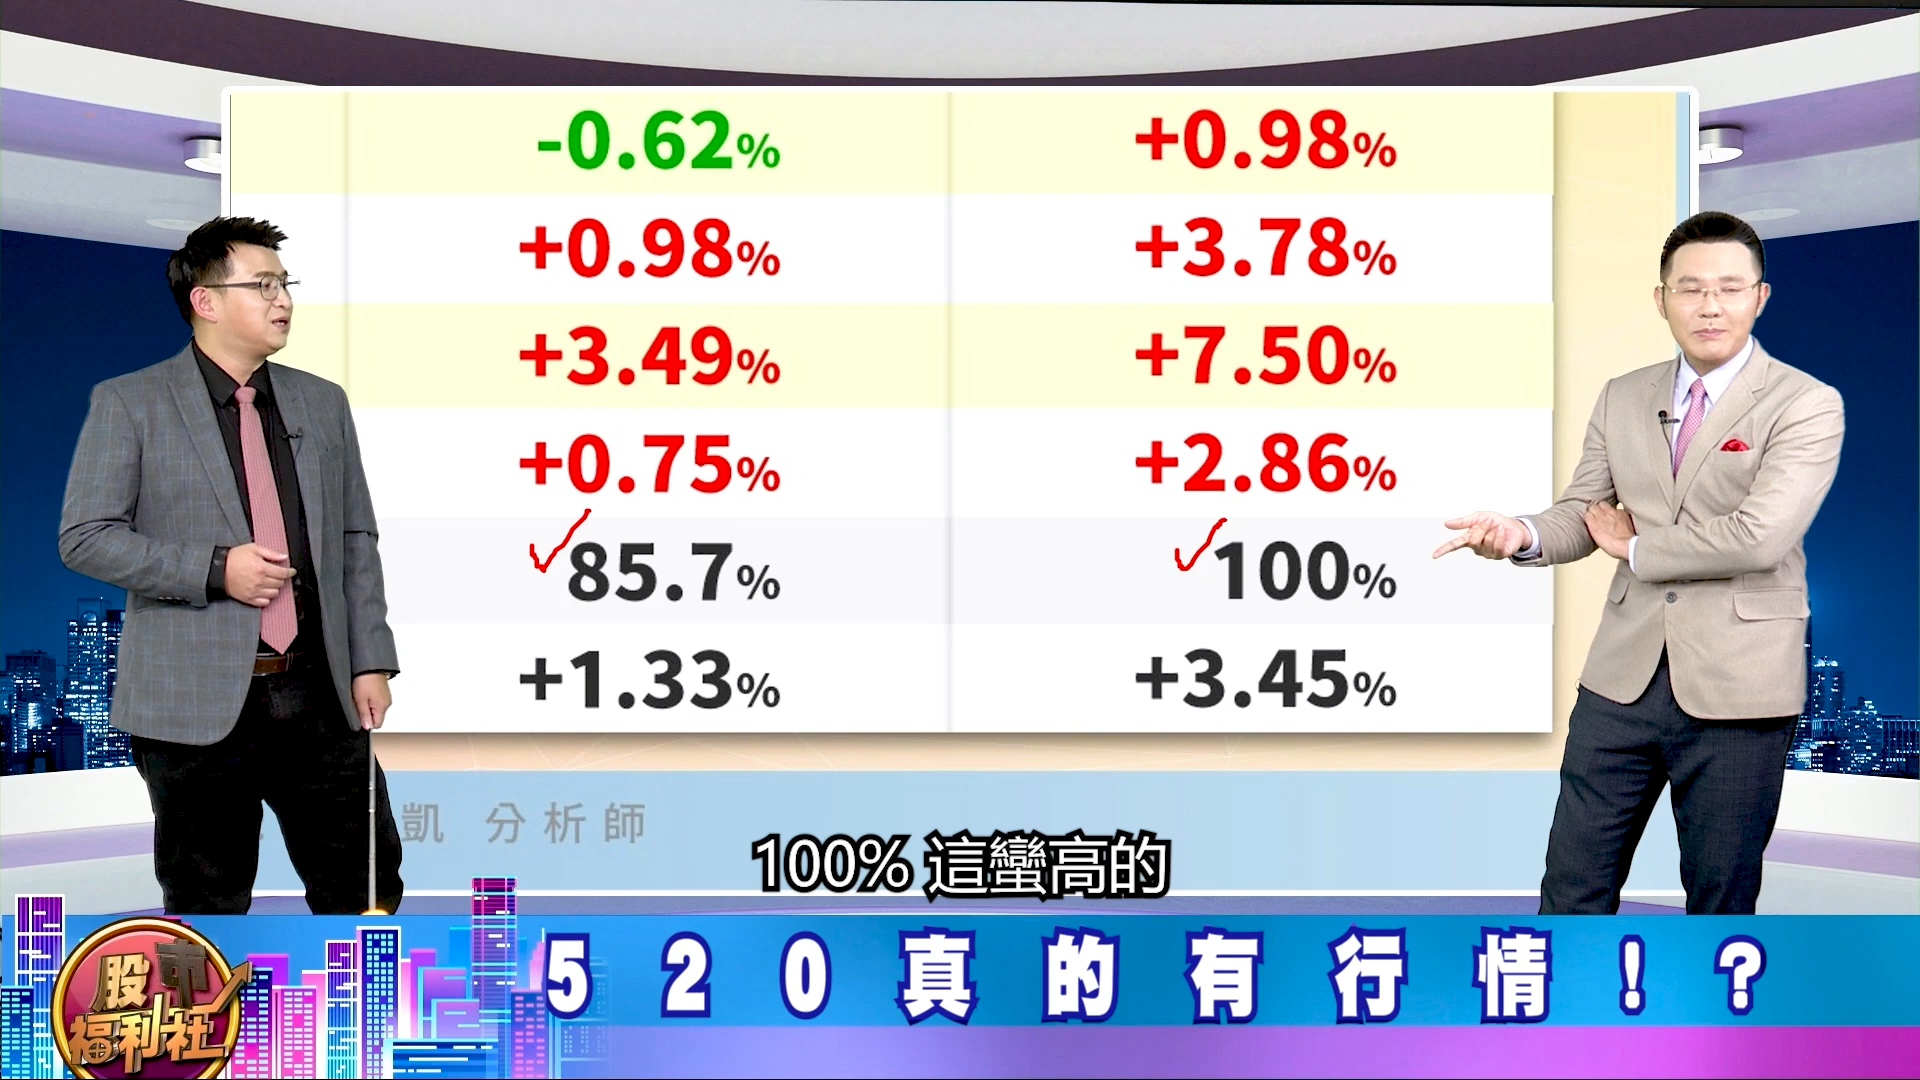 -0.62% +0.98%
+0.98% +3.78%
+3.49% +7.50%
+0.75% +2.86%
85.7% 100%
+1.33% +3.45%
凱 分析師
100% 這蠻高的
520真的有行情!?
股市
福利社